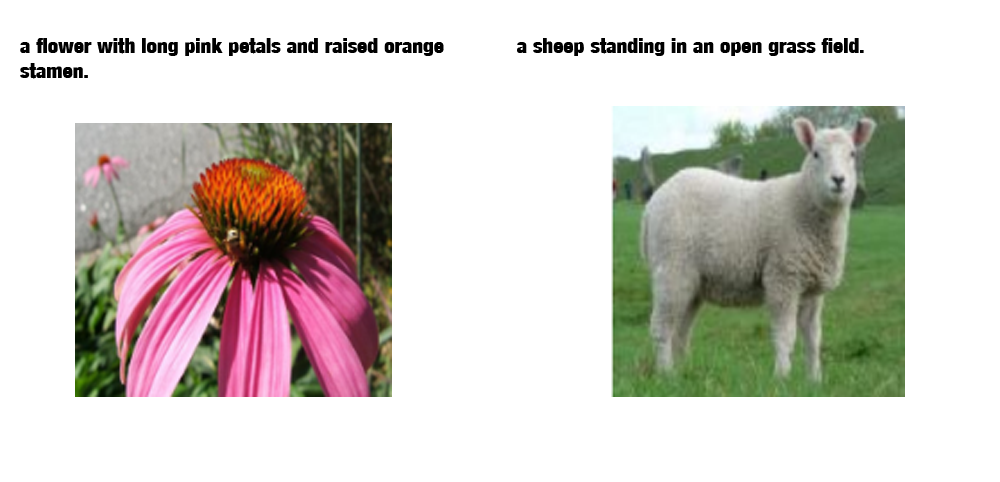 a flower with long pink petals and raised orange
stamen.
a sheep standing in an open grass field.